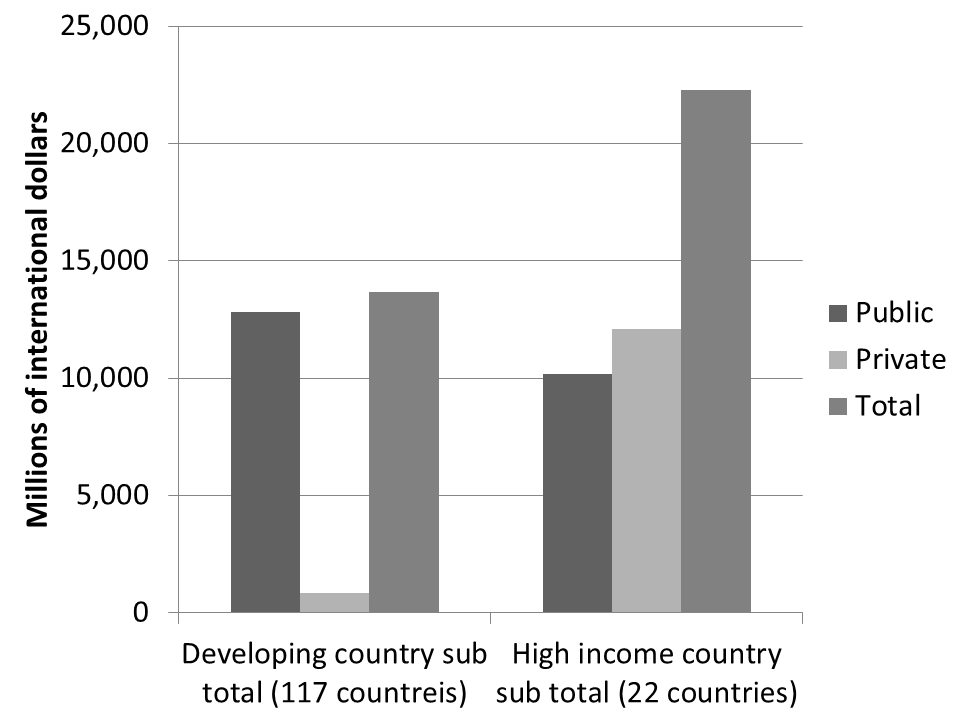 25,000
20,000
15,000
10,000
5,000
0
Millions of international dollars
Developing country sub
total (117 countreis)
High income country
sub total (22 countries)
Public
Private
Total